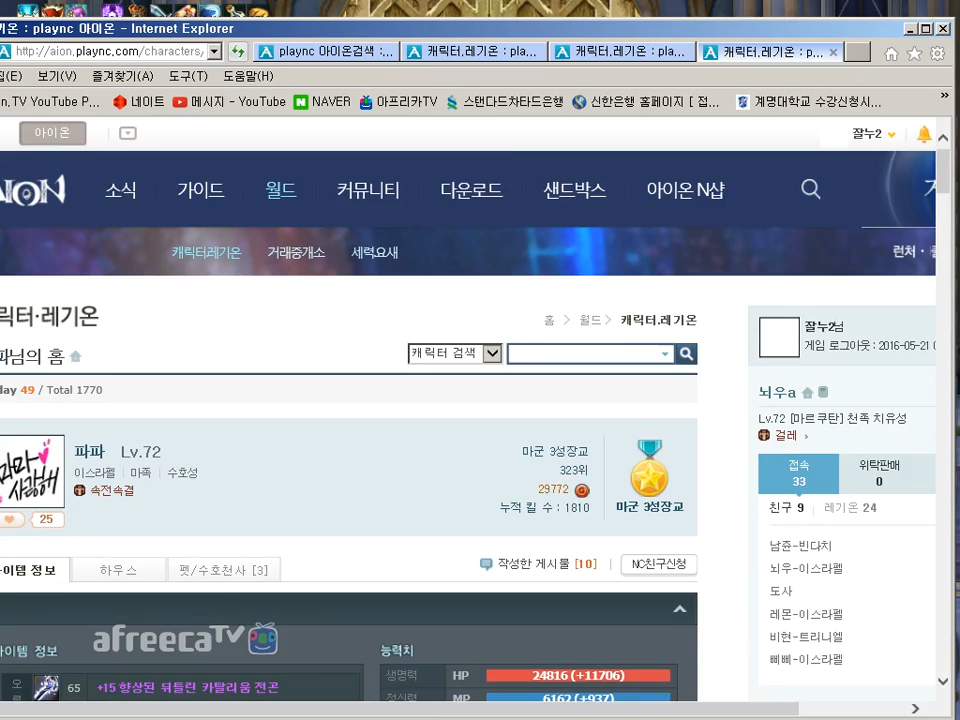 기온 : plaync 아이온 - Internet Explorer
http://aion.plaync.com/characters/
plaync 아이온검색 :...
캐릭터.레기온 : pla...
캐릭터.레기온 : pla...
캐릭터.레기온 : p...
집(E) 보기(V) 즐겨찾기(A) 도구(T) 도움말(H)
n,TV YouTube P... 네이트 메시지 - YouTube NAVER 아프리카TV 스탠다드차타드은행 신한은행 홈페이지 [ 접... 계명대학교 수강신청시...
아이온
잘누2
AION 소식 가이드 월드 커뮤니티 다운로드 샌드박스 아이온 N샵
캐릭터레기온 거래중개소 세력요새
런처 ·
릭터·레기온
홈 > 월드 > 캐릭터.레기온
파님의 홈
캐릭터 검색
day 49 / Total 1770
파파 Lv.72
이스라펠 마족 수호성
속전속결
25
마군 3성장교
323위
29772
누적 킬 수 : 1810
마군 3성장교
이템 정보 하우스 펫/수호천사 [3]
작성한 게시물 [10] NC친구신청
afreecaTV
아이템 정보
65 +15 향상된 뒤틀린 카탈리움 전곤
능력치
생명력 HP 24816 (+11706)
정신력 MP 6162 (+937)
잘누2님
게임 로그아웃 : 2016-05-21 0
뇌우a
Lv.72 [마르쿠탄] 천족 치유성
걸레 ›
접속 33
위탁판매 0
친구 9 레기온 24
남쥰-빈다치
뇌우-이스라펠
도사
레몬-이스라펠
비현-트리니엘
삐삐-이스라펠